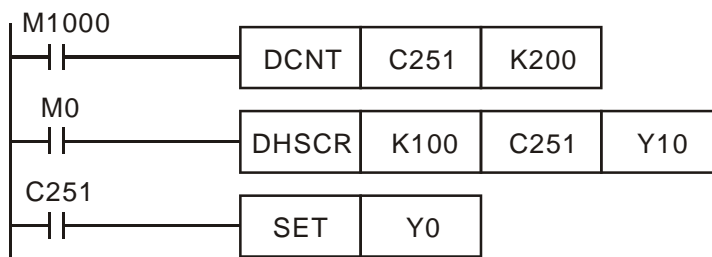 M1000
DCNT C251 K200
M0
DHSCR K100 C251 Y10
C251
SET Y0